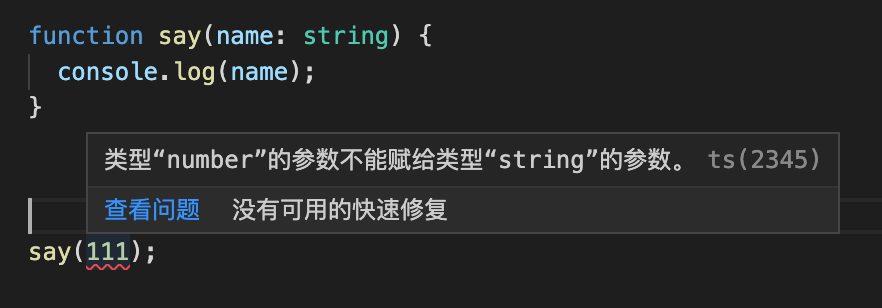 function say(name: string) {
  console.log(name);
}
类型“number”的参数不能赋给类型“string”的参数。 ts(2345)
查看问题 没有可用的快速修复
say(111);